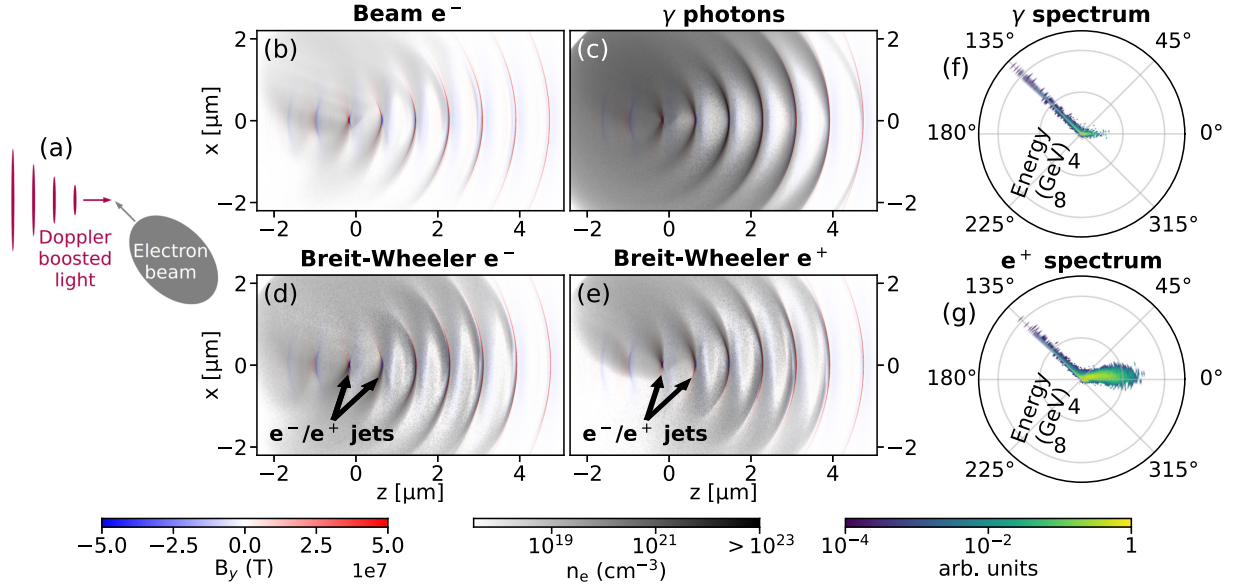 Beam e⁻
γ photons
γ spectrum
(a)
Doppler
boosted
light
Electron
beam
x [μm]
2
0
−2
(b)
−2 0 2 4
(c)
−2 0 2 4
2
0
−2
(f)
135° 45°
180° 0°
225° 315°
Energy
(GeV)
4
8
Breit-Wheeler e⁻
Breit-Wheeler e⁺
e⁺ spectrum
x [μm]
2
0
−2
(d)
e⁻/e⁺ jets
−2 0 2 4
z [μm]
(e)
e⁻/e⁺ jets
−2 0 2 4
z [μm]
2
0
−2
(g)
135° 45°
180° 0°
225° 315°
Energy
(GeV)
4
8
−5.0 −2.5 0.0 2.5 5.0
B_y (T) 1e7
10¹⁹ 10²¹ > 10²³
nₑ (cm⁻³)
10⁻⁴ 10⁻² 1
arb. units